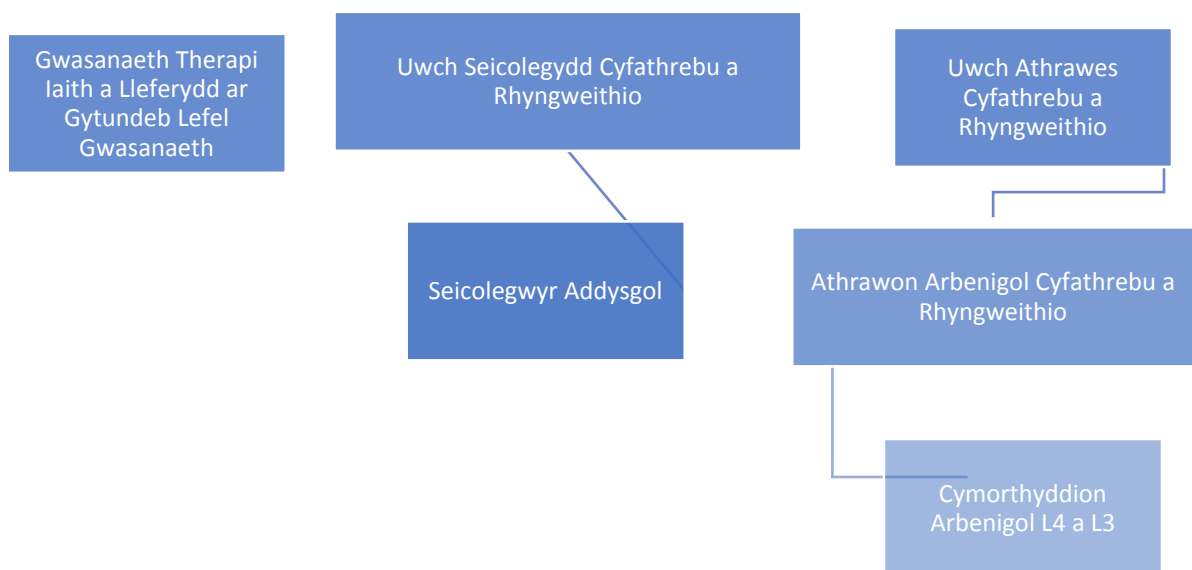 Gwasanaeth Therapi
Iaith a Lleferydd ar
Gytundeb Lefel
Gwasanaeth
Uwch Seicolegydd Cyfathrebu a
Rhyngweithio
Uwch Athrawes
Cyfathrebu a
Rhyngweithio
Seicolegwyr Addysgol
Athrawon Arbenigol Cyfathrebu a
Rhyngweithio
Cymorthyddion
Arbenigol L4 a L3